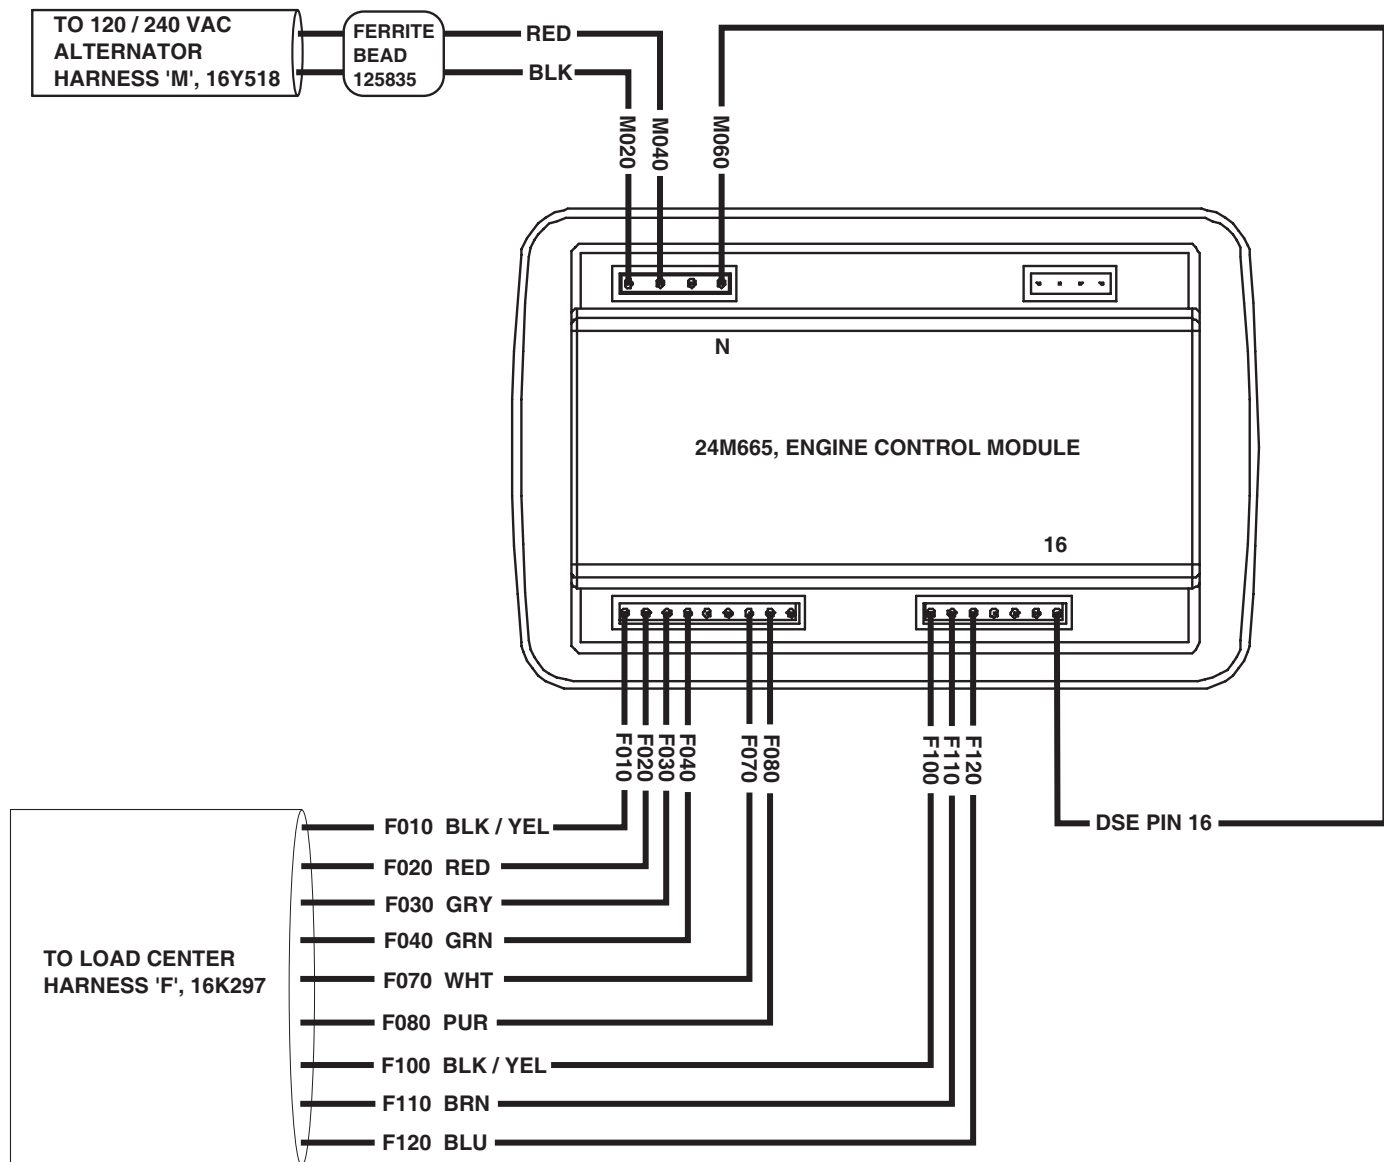 TO 120 / 240 VAC
ALTERNATOR
HARNESS 'M', 16Y518
FERRITE
BEAD
125835
RED
BLK
M020
M040
M060
N
24M665, ENGINE CONTROL MODULE
16
F010
F020
F030
F040
F070
F080
F100
F110
F120
DSE PIN 16
TO LOAD CENTER
HARNESS 'F', 16K297
F010 BLK / YEL
F020 RED
F030 GRY
F040 GRN
F070 WHT
F080 PUR
F100 BLK / YEL
F110 BRN
F120 BLU